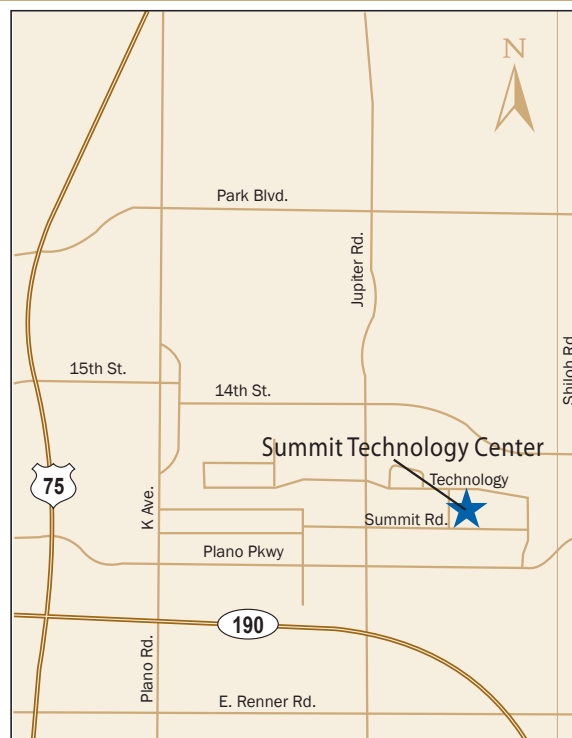 N
Park Blvd.
Jupiter Rd.
Shiloh Rd.
15th St.
14th St.
Summit Technology Center
Technology
75
K Ave.
Summit Rd.
Plano Pkwy
190
Plano Rd.
E. Renner Rd.